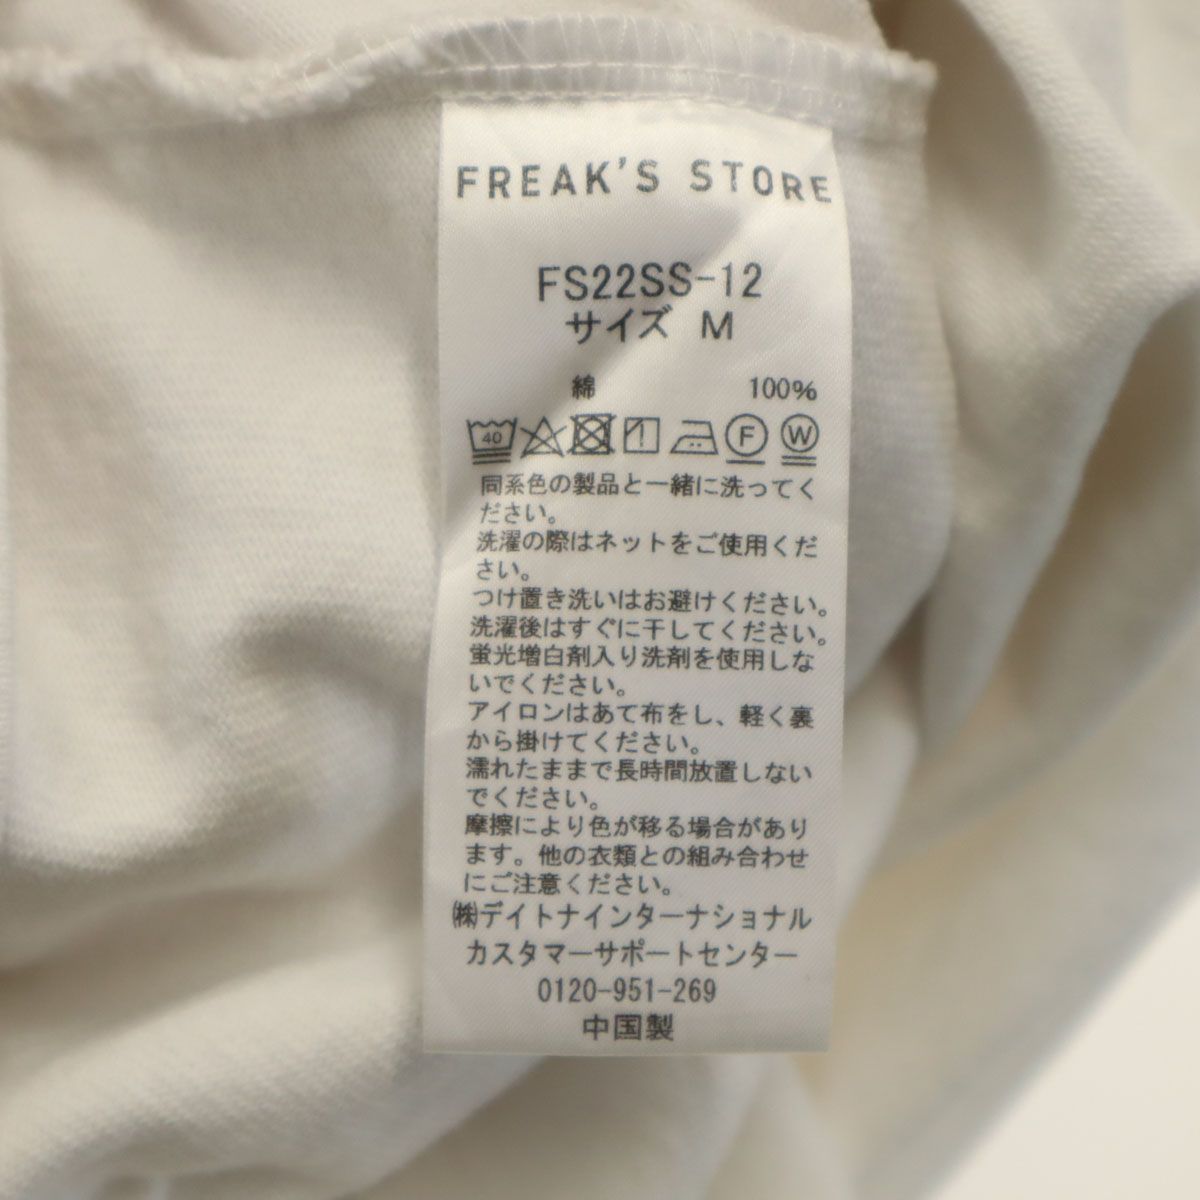 FREAK'S STORE
FS22SS-12
サイズ M
綿 100%
40 F W
同系色の製品と一緒に洗ってく
ださい。
洗濯の際はネットをご使用くだ
さい。
つけ置き洗いはお避けください。
洗濯後はすぐに干してください。
蛍光増白剤入り洗剤を使用しな
いでください。
アイロンはあて布をし、軽く裏
から掛けてください。
濡れたままで長時間放置しない
でください。
摩擦により色が移る場合があり
ます。他の衣類との組み合わせ
にご注意ください。
㈱デイトナインターナショナル
カスタマーサポートセンター
0120-951-269
中国製